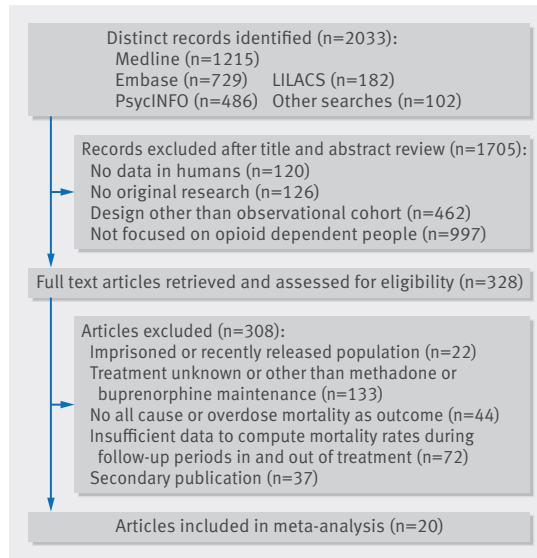 Distinct records identified (n=2033):
Medline (n=1215)
Embase (n=729) LILACS (n=182)
PsycINFO (n=486) Other searches (n=102)
Records excluded after title and abstract review (n=1705):
No data in humans (n=120)
No original research (n=126)
Design other than observational cohort (n=462)
Not focused on opioid dependent people (n=997)
Full text articles retrieved and assessed for eligibility (n=328)
Articles excluded (n=308):
Imprisoned or recently released population (n=22)
Treatment unknown or other than methadone or
buprenorphine maintenance (n=133)
No all cause or overdose mortality as outcome (n=44)
Insufficient data to compute mortality rates during
follow-up periods in and out of treatment (n=72)
Secondary publication (n=37)
Articles included in meta-analysis (n=20)